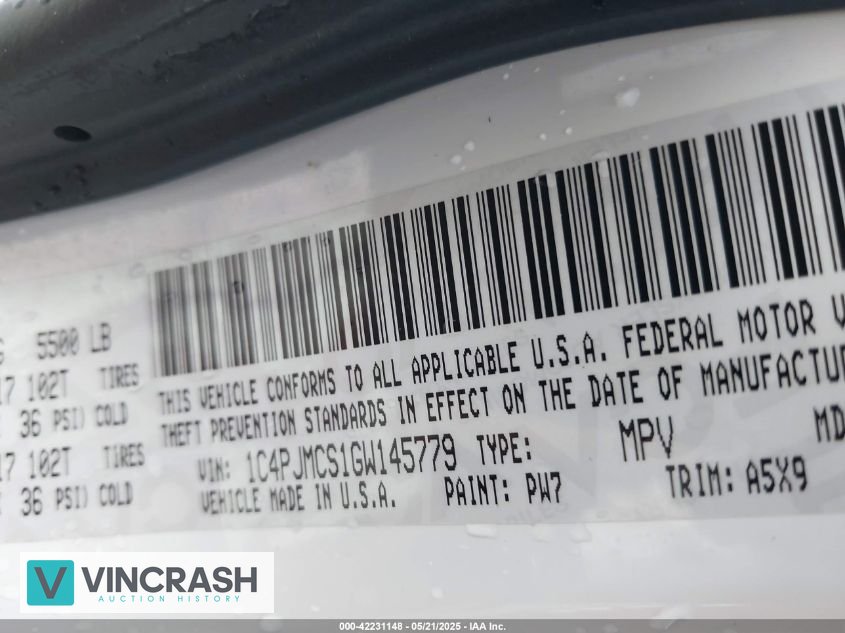 5500 LB
17 102T TIRES
36 PSI) COLD
17 102T TIRES
36 PSI) COLD
THIS VEHICLE CONFORMS TO ALL APPLICABLE U.S.A. FEDERAL MOTOR V
THEFT PREVENTION STANDARDS IN EFFECT ON THE DATE OF MANUFACTU
VIN: 1C4PJMCS1GW145779 TYPE: MPV MD
VEHICLE MADE IN U.S.A. PAINT: PW7 TRIM: A5X9
VINCRASH
AUCTION HISTORY
000-42231148 - 05/21/2025 - IAA Inc.